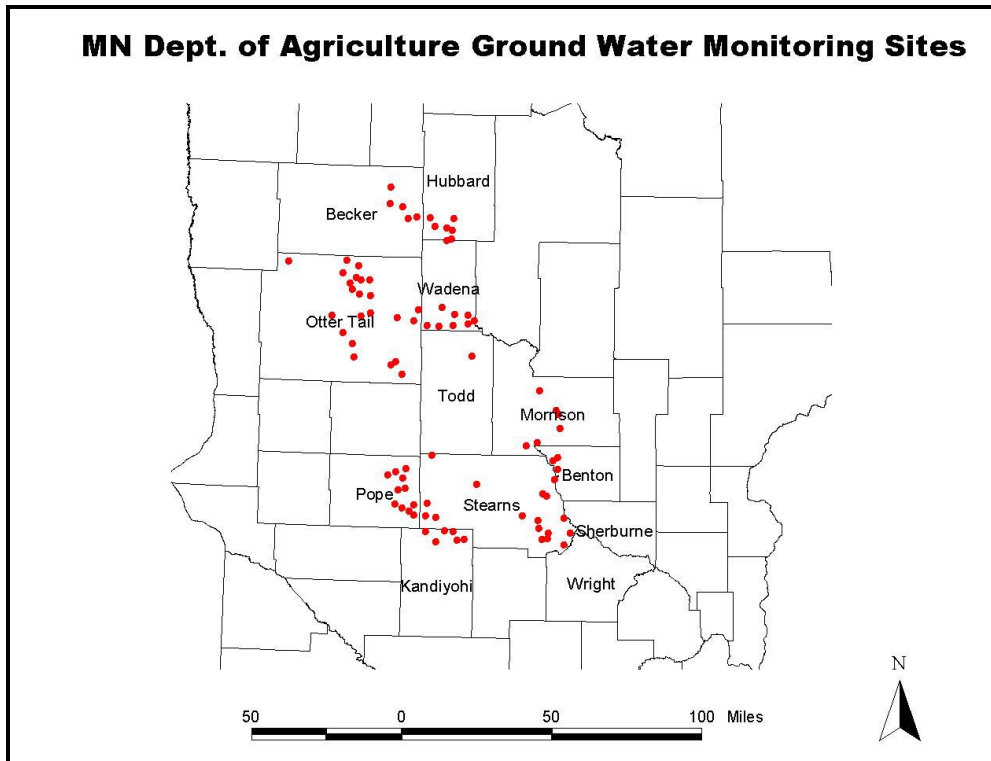 MN Dept. of Agriculture Ground Water Monitoring Sites
Hubbard
Becker
Wadena
Otter Tail
Todd
Morrison
Benton
Pope
Stearns
Sherburne
Kandiyohi
Wright
N
50 0 50 100 Miles